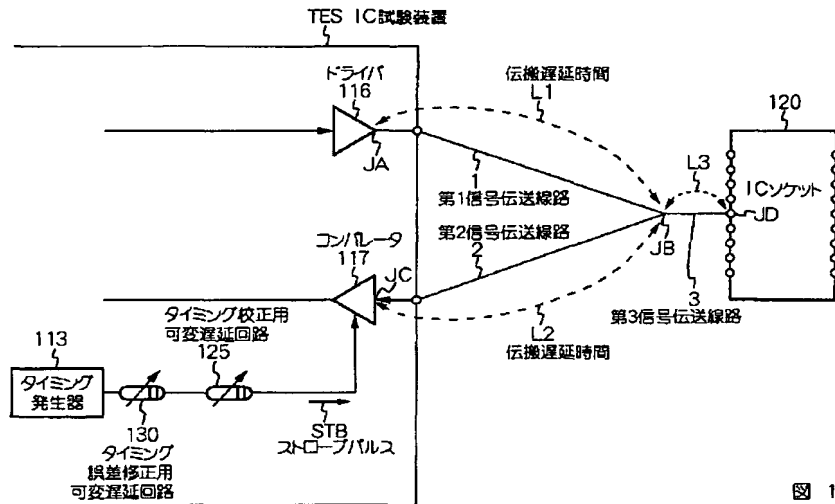 TES IC試験装置
ドライバ
116
JA
伝搬遅延時間
L1
120
1
第1信号伝送線路
L3
ICソケット
JD
第2信号伝送線路
2
JB
コンパレータ
117
JC
3
第3信号伝送線路
タイミング校正用
可変遅延回路
125
L2
伝搬遅延時間
113
タイミング
発生器
STB
ストローブパルス
130
タイミング
誤差修正用
可変遅延回路
図 1